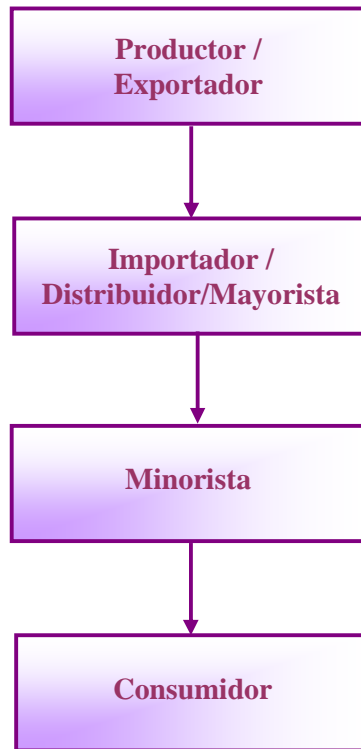 Productor /
Exportador
Importador /
Distribuidor/Mayorista
Minorista
Consumidor